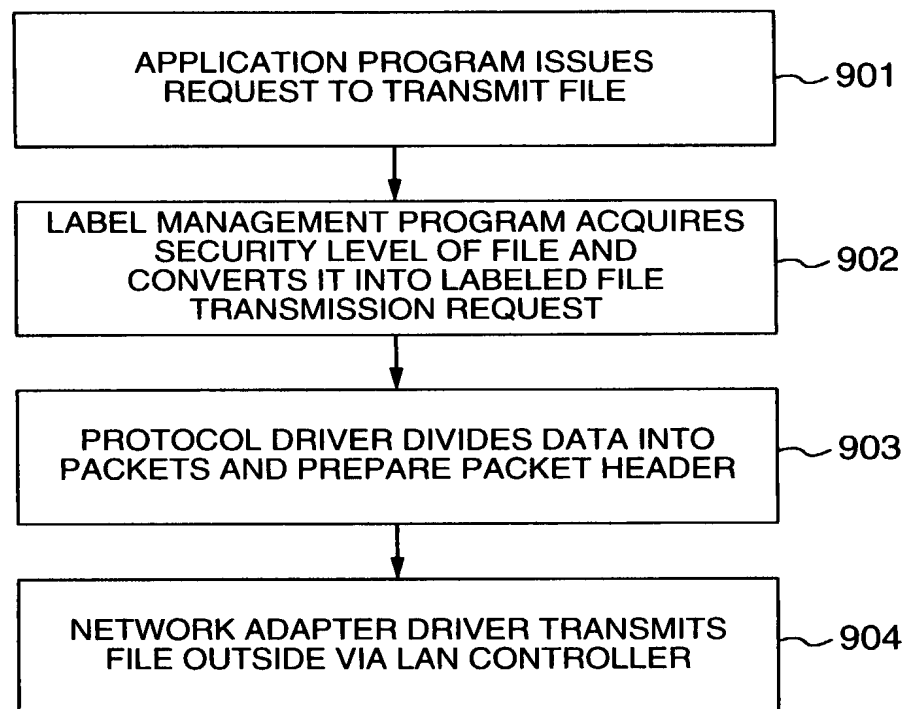 APPLICATION PROGRAM ISSUES
REQUEST TO TRANSMIT FILE
901
LABEL MANAGEMENT PROGRAM ACQUIRES
SECURITY LEVEL OF FILE AND
CONVERTS IT INTO LABELED FILE
TRANSMISSION REQUEST
902
PROTOCOL DRIVER DIVIDES DATA INTO
PACKETS AND PREPARE PACKET HEADER
903
NETWORK ADAPTER DRIVER TRANSMITS
FILE OUTSIDE VIA LAN CONTROLLER
904